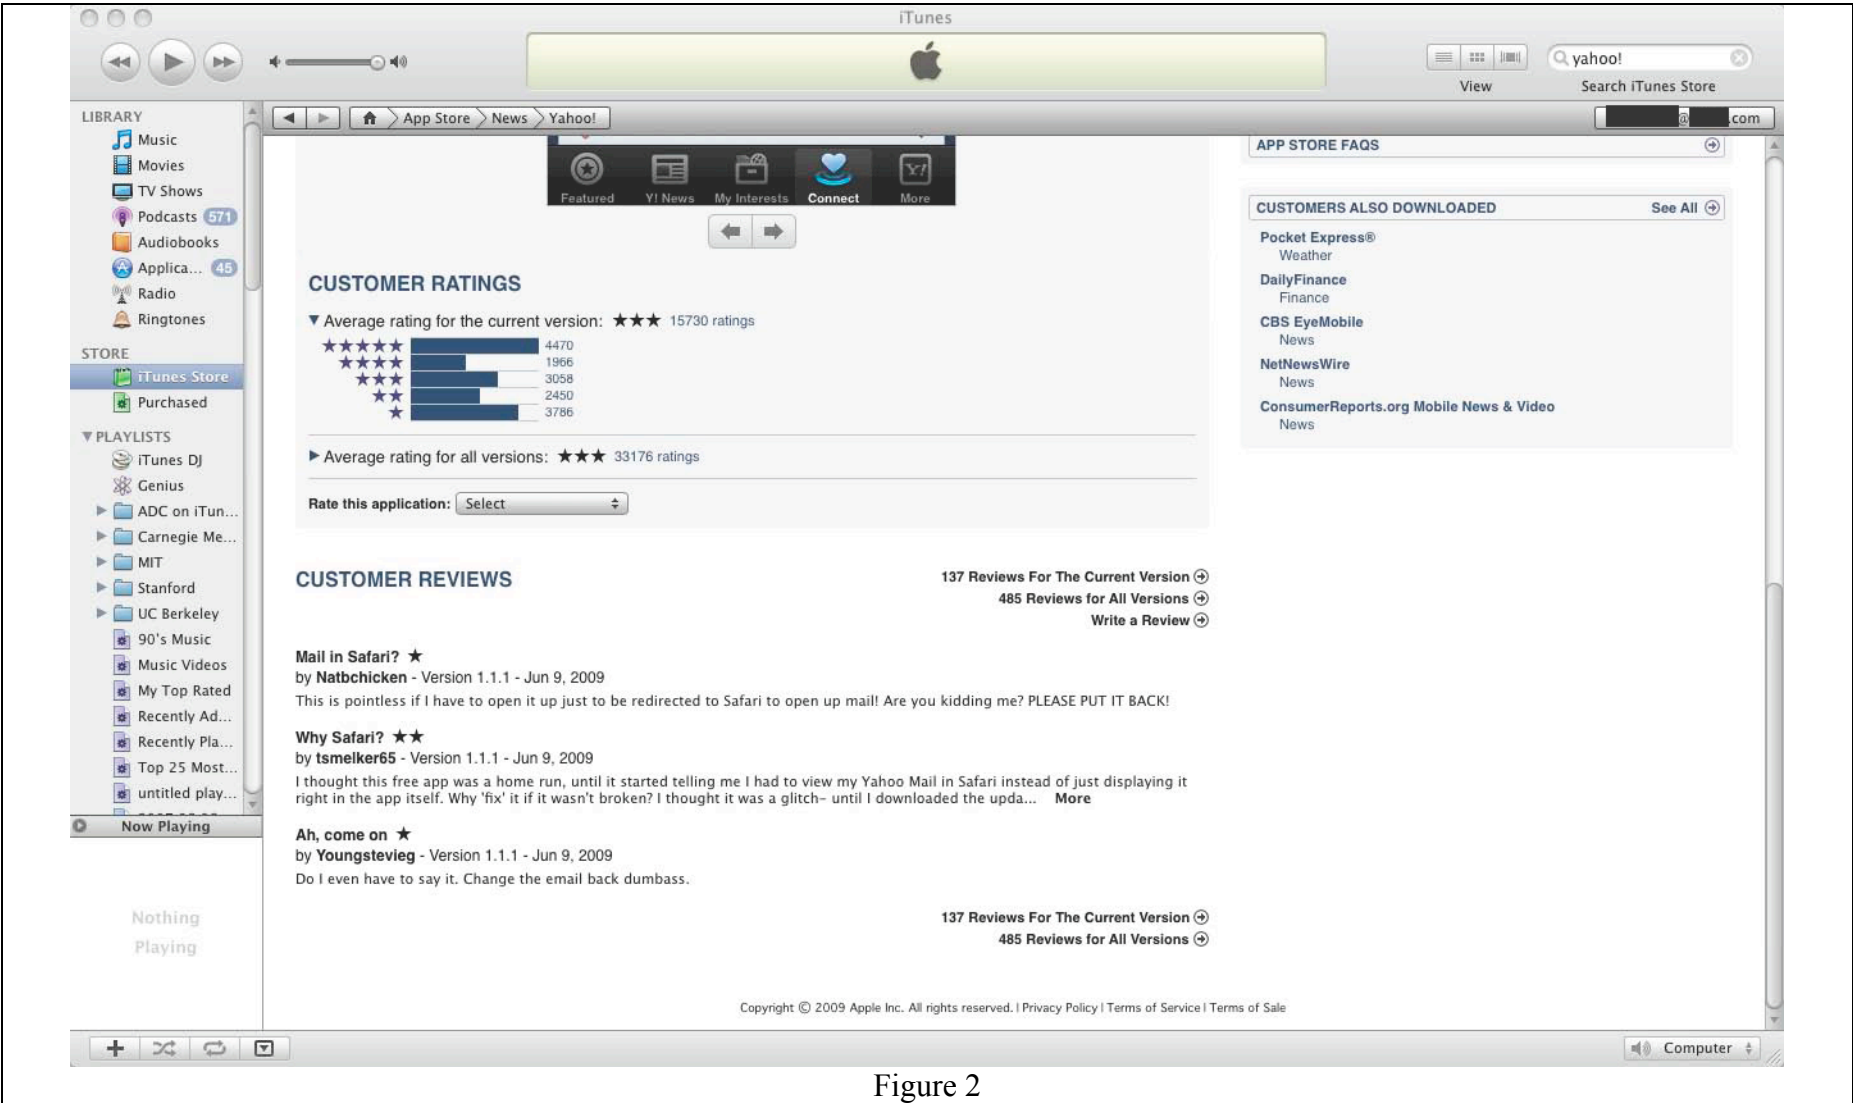 iTunes
yahoo!
View
Search iTunes Store
App Store
News
Yahoo!
@
.com
LIBRARY
Music
Movies
TV Shows
Podcasts 571
Audiobooks
Applica... 45
Radio
Ringtones
STORE
iTunes Store
Purchased
PLAYLISTS
iTunes DJ
Genius
ADC on iTun...
Carnegie Me...
MIT
Stanford
UC Berkeley
90's Music
Music Videos
My Top Rated
Recently Ad...
Recently Pla...
Top 25 Most...
untitled play...
Now Playing
Nothing
Playing
Featured
Y! News
My Interests
Connect
Y!
More
CUSTOMER RATINGS
Average rating for the current version: ★★★ 15730 ratings
★★★★★ 4470
★★★★ 1966
★★★ 3058
★★ 2450
★ 3786
Average rating for all versions: ★★★ 33176 ratings
Rate this application: Select
CUSTOMER REVIEWS
137 Reviews For The Current Version
485 Reviews for All Versions
Write a Review
Mail in Safari? ★
by Natbchicken - Version 1.1.1 - Jun 9, 2009
This is pointless if I have to open it up just to be redirected to Safari to open up mail! Are you kidding me? PLEASE PUT IT BACK!
Why Safari? ★★
by tsmelker65 - Version 1.1.1 - Jun 9, 2009
I thought this free app was a home run, until it started telling me I had to view my Yahoo Mail in Safari instead of just displaying it
right in the app itself. Why 'fix' it if it wasn't broken? I thought it was a glitch– until I downloaded the upda... More
Ah, come on ★
by Youngstevieg - Version 1.1.1 - Jun 9, 2009
Do I even have to say it. Change the email back dumbass.
137 Reviews For The Current Version
485 Reviews for All Versions
Copyright © 2009 Apple Inc. All rights reserved. | Privacy Policy | Terms of Service | Terms of Sale
APP STORE FAQS
CUSTOMERS ALSO DOWNLOADED
See All
Pocket Express®
Weather
DailyFinance
Finance
CBS EyeMobile
News
NetNewsWire
News
ConsumerReports.org Mobile News & Video
News
Computer
Figure 2